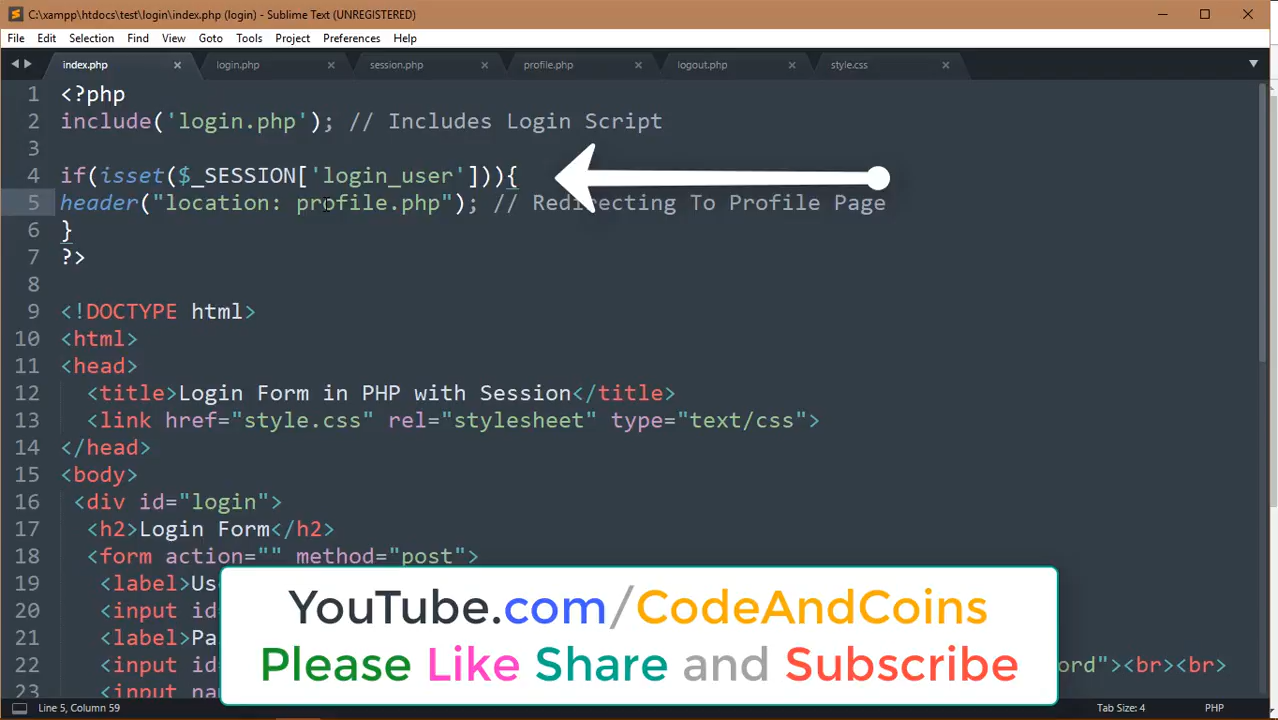 C:\xampp\htdocs\test\login\index.php (login) - Sublime Text (UNREGISTERED)
File Edit Selection Find View Goto Tools Project Preferences Help
index.php login.php session.php profile.php logout.php style.css
1 <?php
2 include('login.php'); // Includes Login Script
3
4 if(isset($_SESSION['login_user'])){
5 header("location: profile.php"); // Redirecting To Profile Page
6 }
7 ?>
8
9 <!DOCTYPE html>
10 <html>
11 <head>
12 <title>Login Form in PHP with Session</title>
13 <link href="style.css" rel="stylesheet" type="text/css">
14 </head>
15 <body>
16 <div id="login">
17 <h2>Login Form</h2>
18 <form action="" method="post">
19 <label>Us
20 <input id
21 <label>Pa
22 <input id ord"><br><br>
23 <input na
YouTube.com/CodeAndCoins
Please Like Share and Subscribe
Line 5, Column 59 Tab Size: 4 PHP